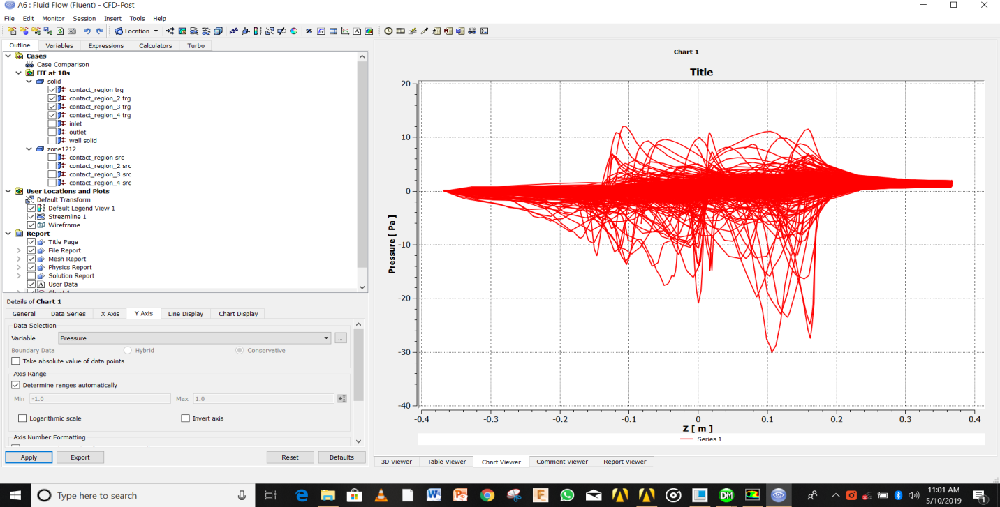 A6 : Fluid Flow (Fluent) - CFD-Post
File Edit Monitor Session Insert Tools Help
Location
Outline Variables Expressions Calculators Turbo
Cases
Case Comparison
FFF at 10s
solid
contact_region trg
contact_region_2 trg
contact_region_3 trg
contact_region_4 trg
inlet
outlet
wall solid
zone1212
contact_region src
contact_region_2 src
contact_region_3 src
contact_region_4 src
User Locations and Plots
Default Transform
Default Legend View 1
Streamline 1
Wireframe
Report
Title Page
File Report
Mesh Report
Physics Report
Solution Report
User Data
Chart 1
Details of Chart 1
General Data Series X Axis Y Axis Line Display Chart Display
Data Selection
Variable Pressure ...
Boundary Data Hybrid Conservative
Take absolute value of data points
Axis Range
Determine ranges automatically
Min -1.0 Max 1.0
Logarithmic scale Invert axis
Axis Number Formatting
Apply Export Reset Defaults
Chart 1
Title
20
10
0
-10
-20
-30
-40
Pressure [ Pa ]
-0.4 -0.3 -0.2 -0.1 0 0.1 0.2 0.3 0.4
Z [ m ]
Series 1
3D Viewer Table Viewer Chart Viewer Comment Viewer Report Viewer
Type here to search
11:01 AM
5/10/2019